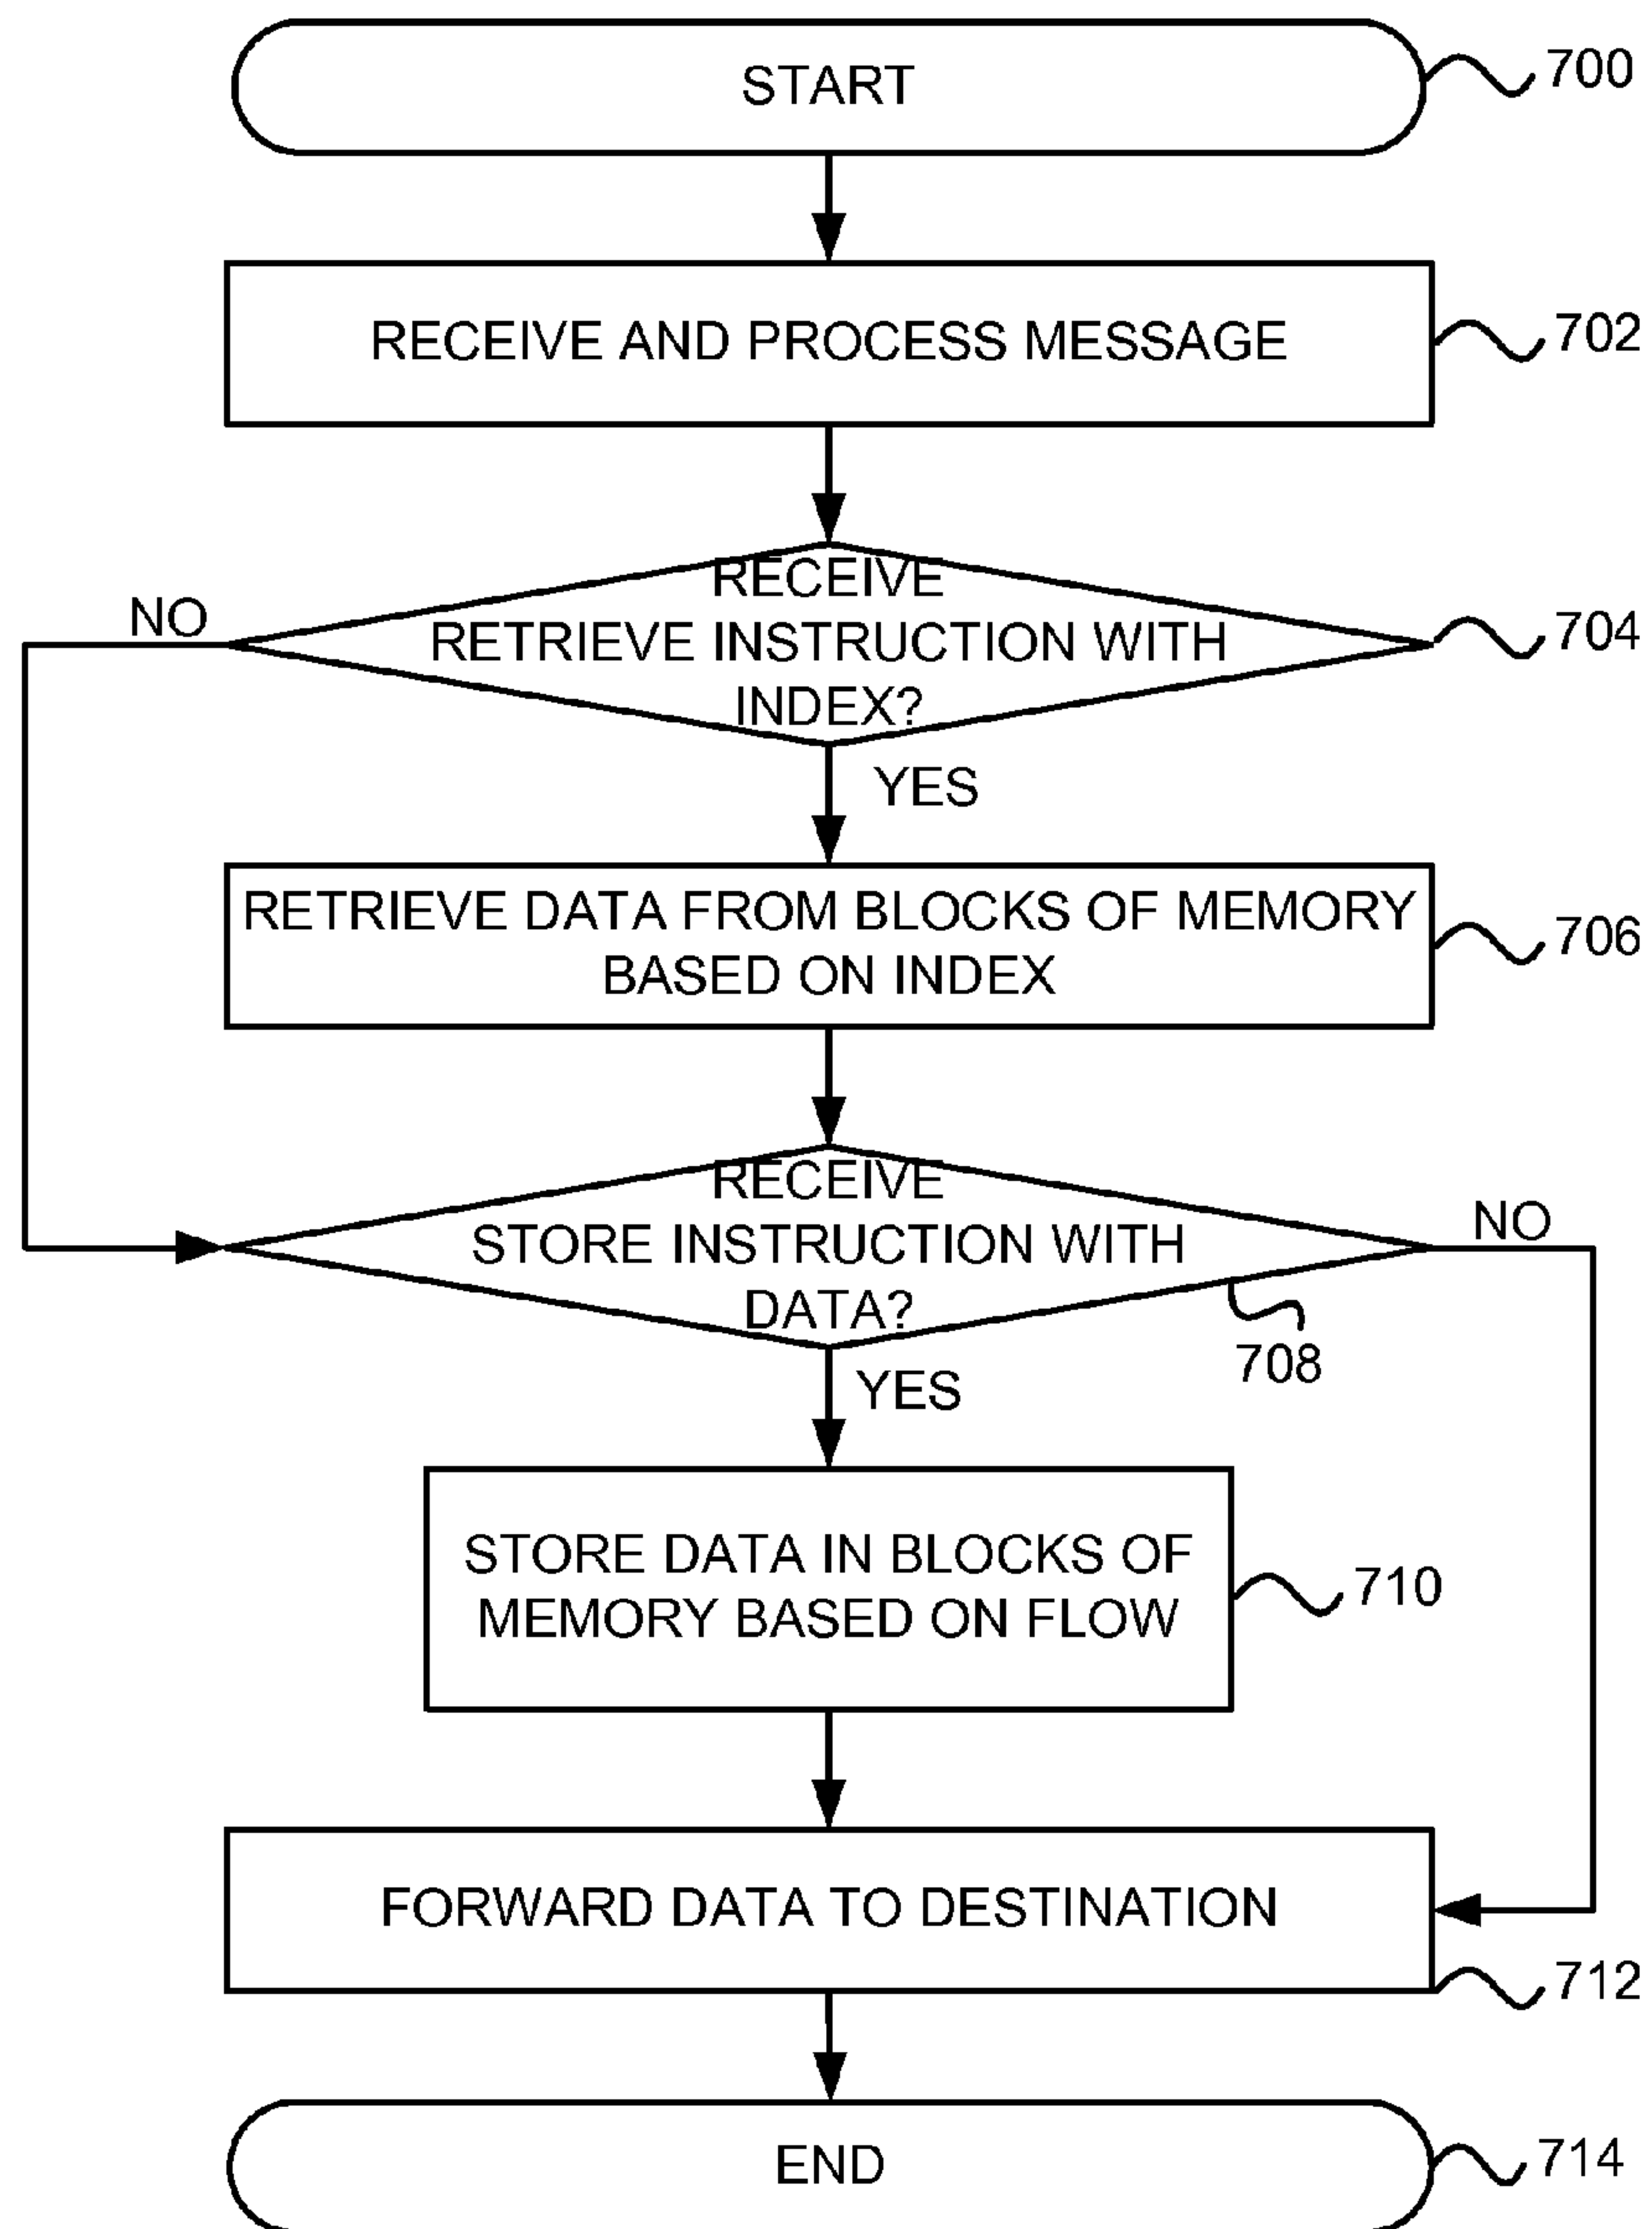 START
700
RECEIVE AND PROCESS MESSAGE
702
RECEIVE
RETRIEVE INSTRUCTION WITH
INDEX?
NO
704
YES
RETRIEVE DATA FROM BLOCKS OF MEMORY
BASED ON INDEX
706
RECEIVE
STORE INSTRUCTION WITH
DATA?
NO
708
YES
STORE DATA IN BLOCKS OF
MEMORY BASED ON FLOW
710
FORWARD DATA TO DESTINATION
712
END
714